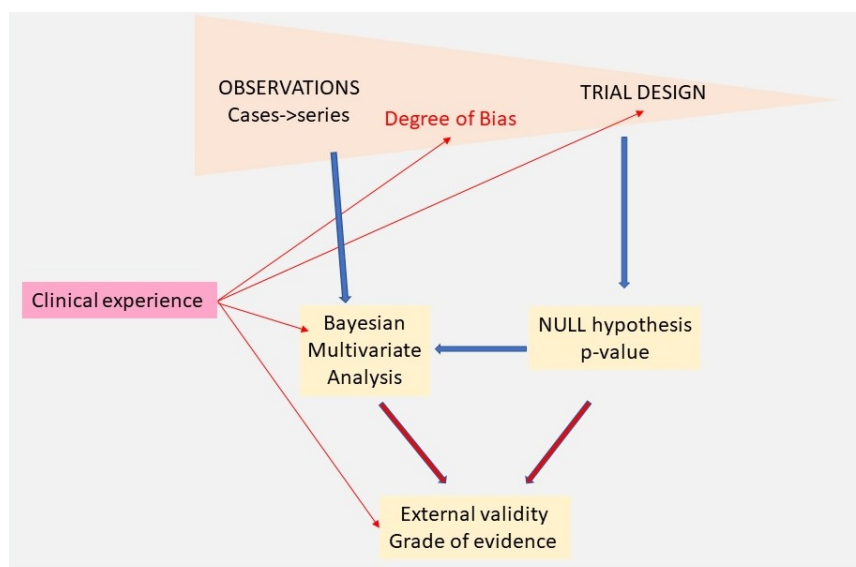 OBSERVATIONS
Cases->series
Degree of Bias
TRIAL DESIGN
Clinical experience
Bayesian
Multivariate
Analysis
NULL hypothesis
p-value
External validity
Grade of evidence